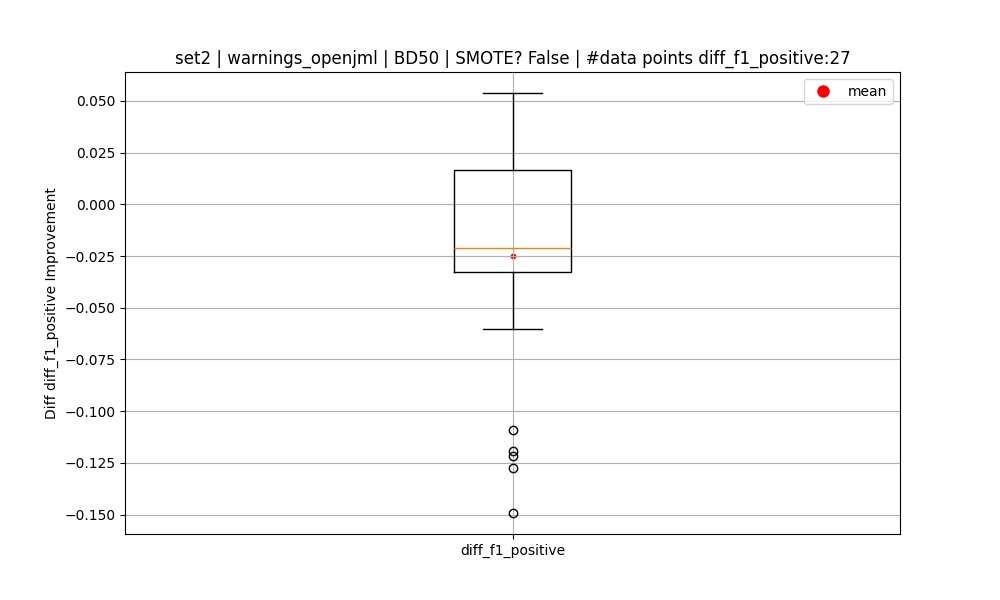 set2 | warnings_openjml | BD50 | SMOTE? False | #data points diff_f1_positive:27
mean
0.050
0.025
0.000
−0.025
−0.050
−0.075
−0.100
−0.125
−0.150
Diff diff_f1_positive Improvement
diff_f1_positive